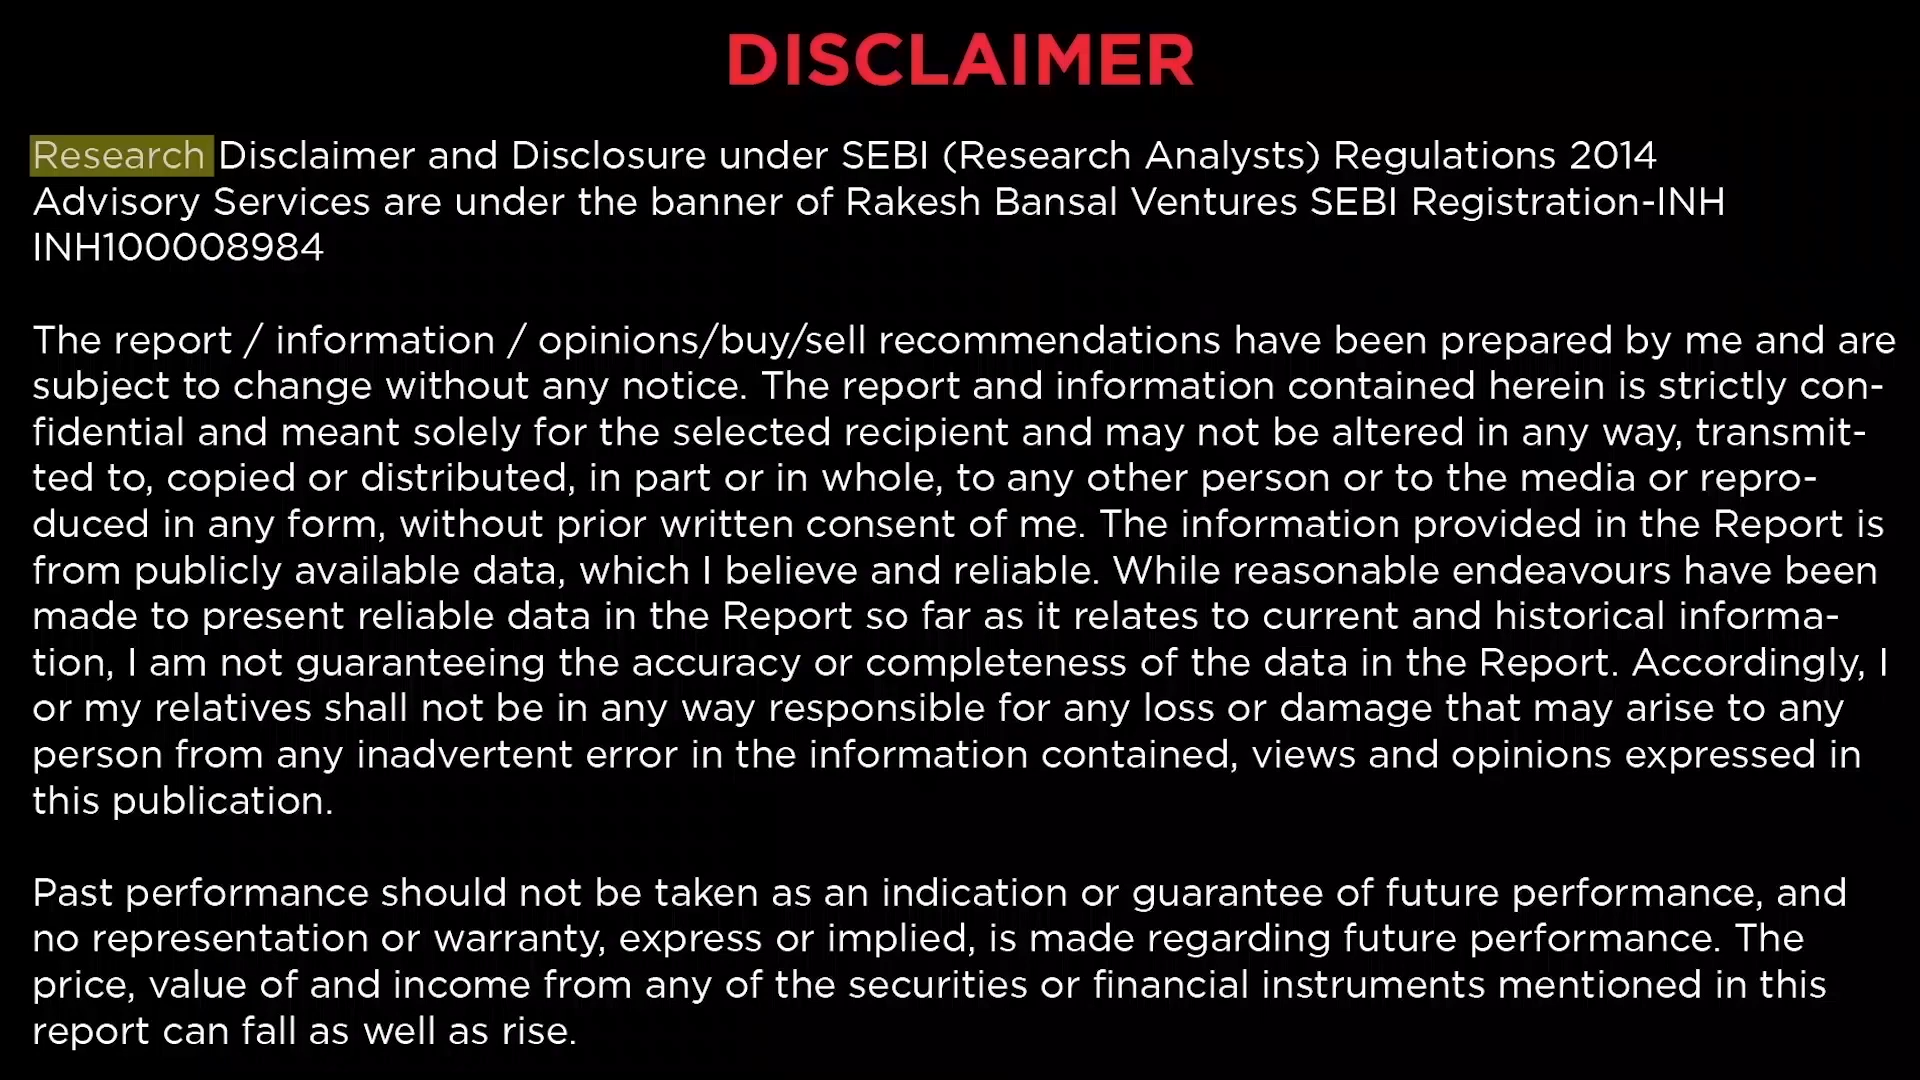 DISCLAIMER
Research Disclaimer and Disclosure under SEBI (Research Analysts) Regulations 2014
Advisory Services are under the banner of Rakesh Bansal Ventures SEBI Registration-INH
INH100008984
The report / information / opinions/buy/sell recommendations have been prepared by me and are
subject to change without any notice. The report and information contained herein is strictly con-
fidential and meant solely for the selected recipient and may not be altered in any way, transmit-
ted to, copied or distributed, in part or in whole, to any other person or to the media or repro-
duced in any form, without prior written consent of me. The information provided in the Report is
from publicly available data, which I believe and reliable. While reasonable endeavours have been
made to present reliable data in the Report so far as it relates to current and historical informa-
tion, I am not guaranteeing the accuracy or completeness of the data in the Report. Accordingly, I
or my relatives shall not be in any way responsible for any loss or damage that may arise to any
person from any inadvertent error in the information contained, views and opinions expressed in
this publication.
Past performance should not be taken as an indication or guarantee of future performance, and
no representation or warranty, express or implied, is made regarding future performance. The
price, value of and income from any of the securities or financial instruments mentioned in this
report can fall as well as rise.